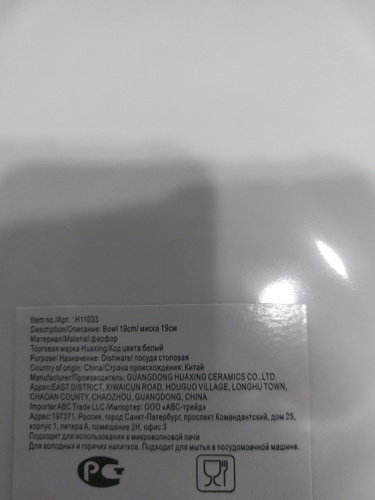 Item no./Арт. : H11033
Description/Описание: Bowl 19cm/ миска 19см
Материал/Material:фарфор
Торговая марка Huaxing/Код цвета:белый
Purpose/ Назначение: Dishware/ посуда столовая
Country of origin: China/Страна происхождения: Китай
Manufacturer/Производитель: GUANGDONG HUAXING CERAMICS CO.,LTD.
Адрес:EAST DISTRICT, XIWAICUN ROAD, HOUGUO VILLAGE, LONGHU TOWN,
CHAOAN COUNTY, CHAOZHOU, GUANGDONG, CHINA
Importer ABC Trade LLC /Импортер: ООО «АВС-трейд»
Адрес:197371, Россия, город Санкт-Петербург, проспект Комендантский, дом 25,
корпус 1, литера А, помещение 2Н, офис 3
Подходит для использования в микроволновой печи
Для холодных и горячих напитков. Подходит для мытья в посудомоечной машине.
РСТ